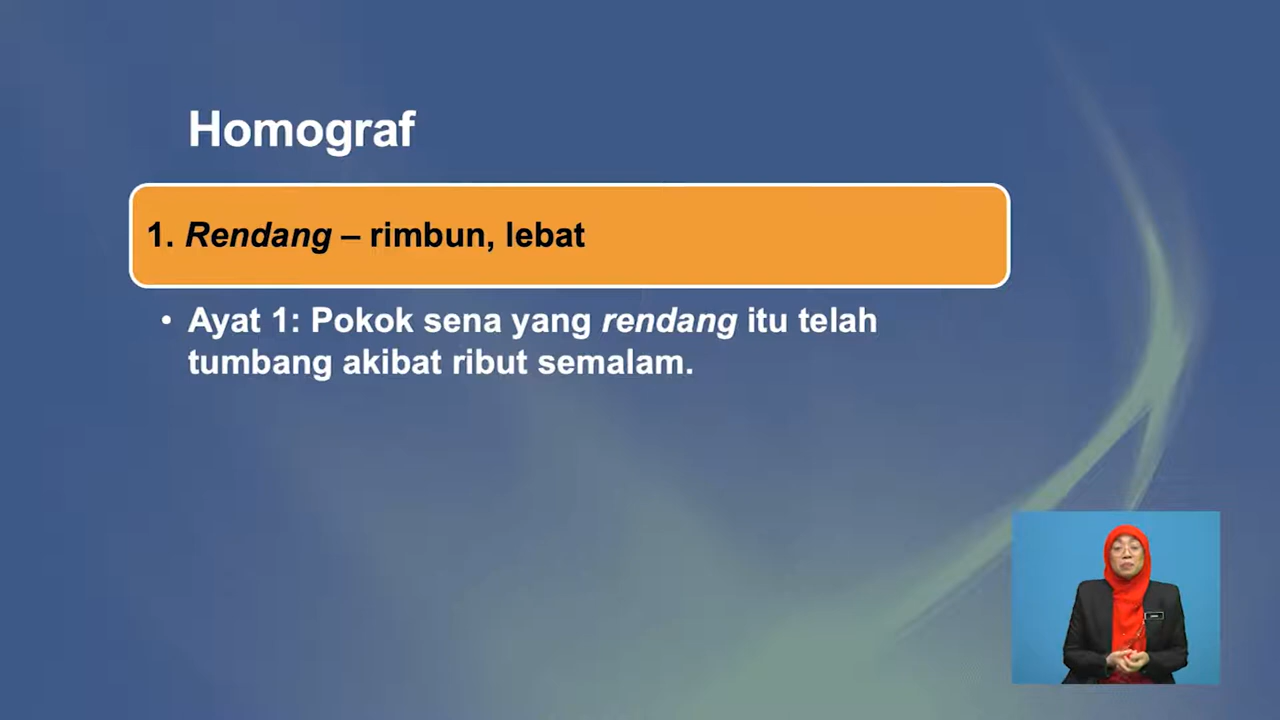 Homograf
1. Rendang – rimbun, lebat
• Ayat 1: Pokok sena yang rendang itu telah
tumbang akibat ribut semalam.